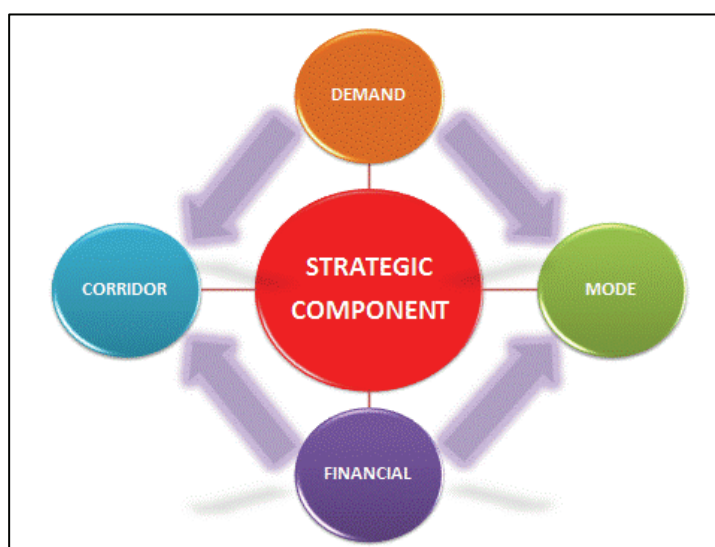 DEMAND
STRATEGIC
COMPONENT
CORRIDOR
MODE
FINANCIAL